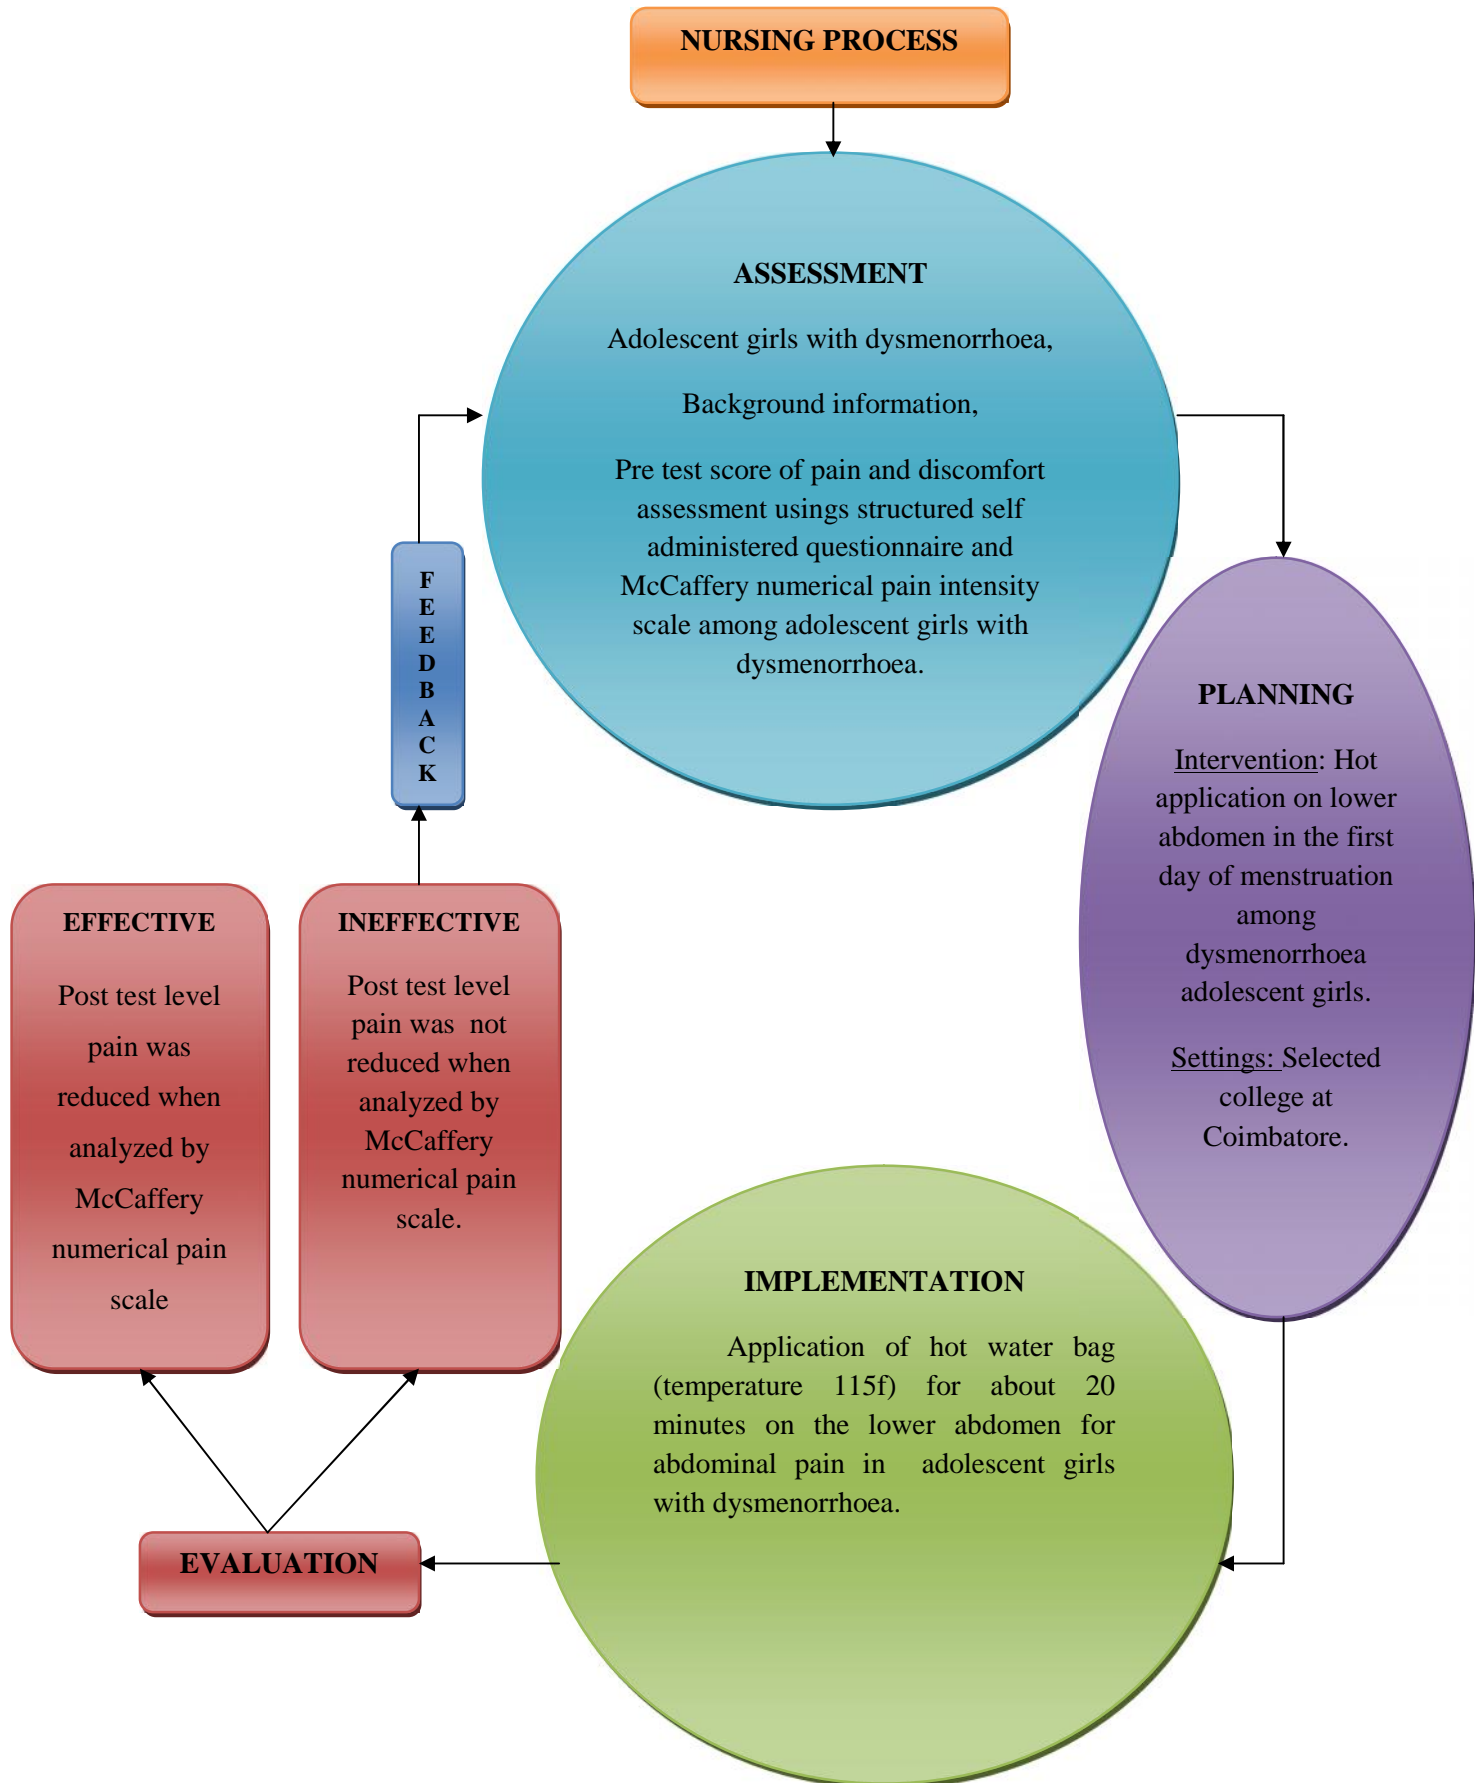 NURSING PROCESS
ASSESSMENT
Adolescent girls with dysmenorrhoea,
Background information,
Pre test score of pain and discomfort
assessment usings structured self
administered questionnaire and
McCaffery numerical pain intensity
scale among adolescent girls with
dysmenorrhoea.
PLANNING
Intervention: Hot
application on lower
abdomen in the first
day of menstruation
among
dysmenorrhoea
adolescent girls.
Settings: Selected
college at
Coimbatore.
IMPLEMENTATION
Application of hot water bag
(temperature 115f) for about 20
minutes on the lower abdomen for
abdominal pain in adolescent girls
with dysmenorrhoea.
EVALUATION
EFFECTIVE
Post test level
pain was
reduced when
analyzed by
McCaffery
numerical pain
scale
INEFFECTIVE
Post test level
pain was not
reduced when
analyzed by
McCaffery
numerical pain
scale.
F
E
E
D
B
A
C
K